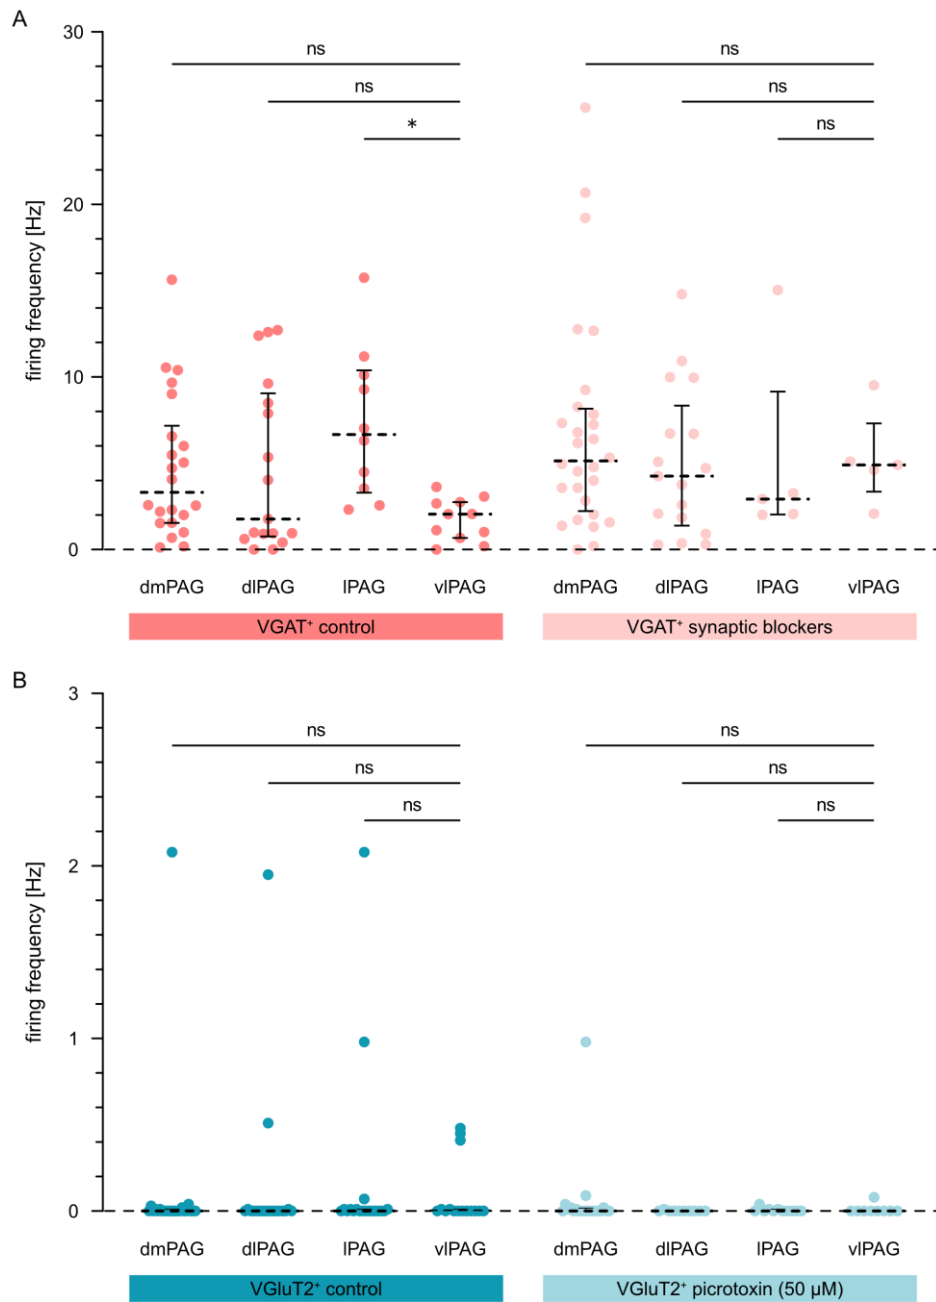 A
30
20
10
0
firing frequency [Hz]
ns
ns
*
ns
ns
ns
dmPAG dlPAG lPAG vlPAG dmPAG dlPAG lPAG vlPAG
VGAT⁺ control VGAT⁺ synaptic blockers
B
3
2
1
0
firing frequency [Hz]
ns
ns
ns
ns
ns
ns
dmPAG dlPAG lPAG vlPAG dmPAG dlPAG lPAG vlPAG
VGluT2⁺ control VGluT2⁺ picrotoxin (50 µM)